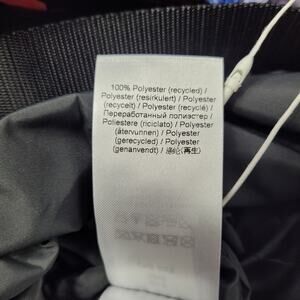 100% Polyester (recycled) /
Polyester (resirkulert) / Polyester
(recycelt) / Polyester (recyclé) /
Переработанный полиэстер /
Poliestere (riciclato) / Polyester
(återvunnen) / Polyester
(gerecycled) / Polyester
(genanvendt) / 涤纶(再生)